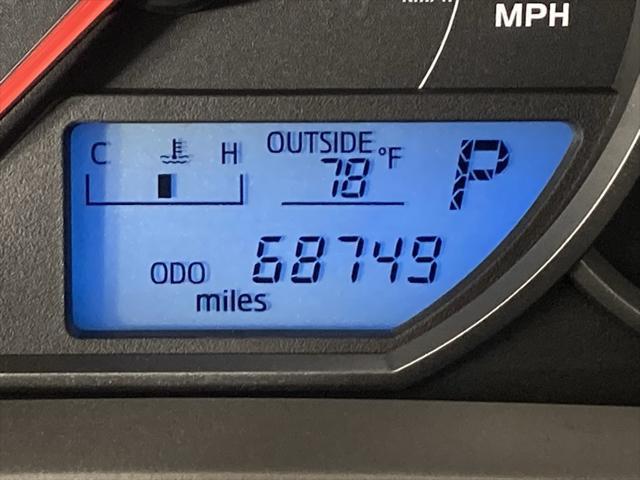 MPH
C H OUTSIDE
78 °F P
ODO 68749
miles